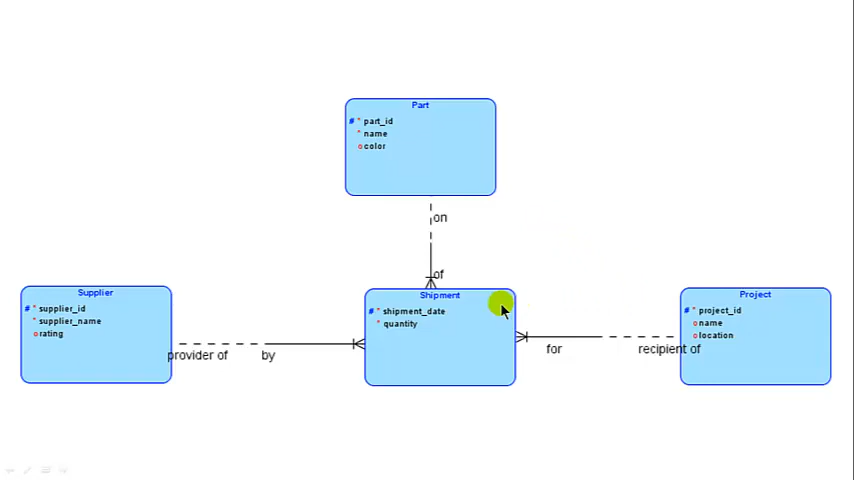 Part
# * part_id
* name
o color
on
of
Supplier
# * supplier_id
* supplier_name
o rating
provider of
by
Shipment
# * shipment_date
* quantity
for
recipient of
Project
# * project_id
o name
o location